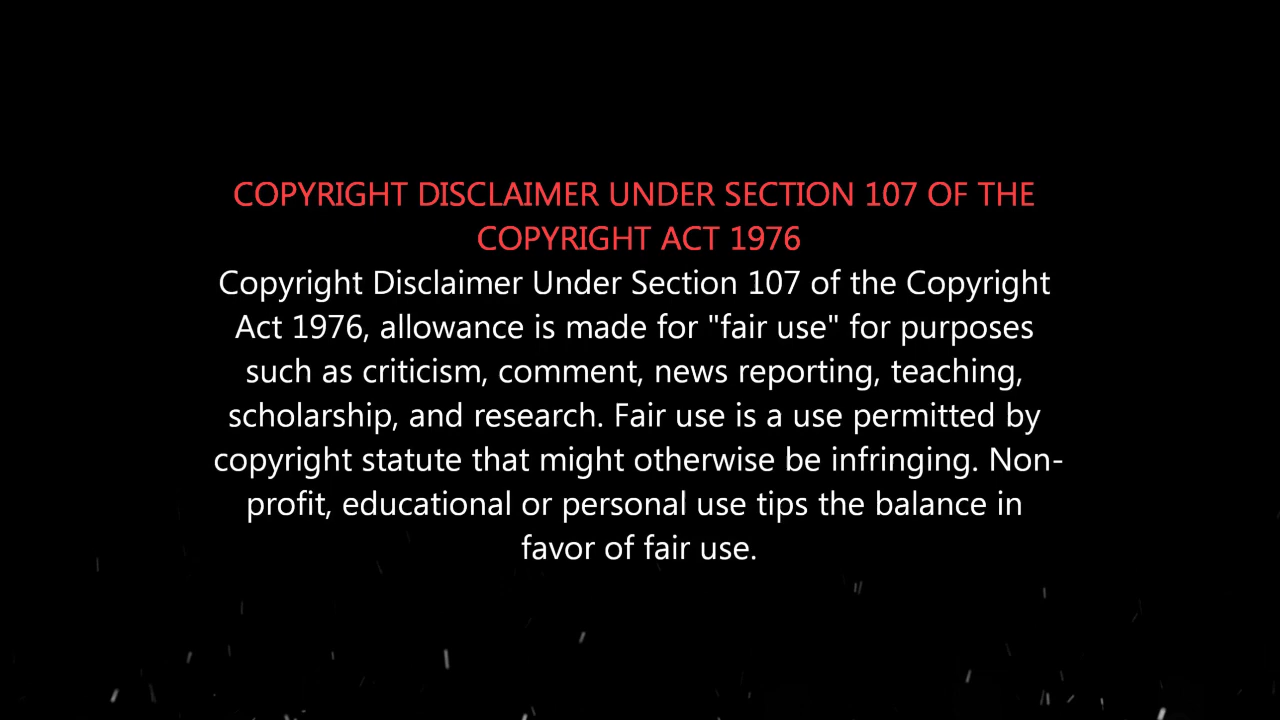 COPYRIGHT DISCLAIMER UNDER SECTION 107 OF THE
COPYRIGHT ACT 1976
Copyright Disclaimer Under Section 107 of the Copyright
Act 1976, allowance is made for "fair use" for purposes
such as criticism, comment, news reporting, teaching,
scholarship, and research. Fair use is a use permitted by
copyright statute that might otherwise be infringing. Non-
profit, educational or personal use tips the balance in
favor of fair use.